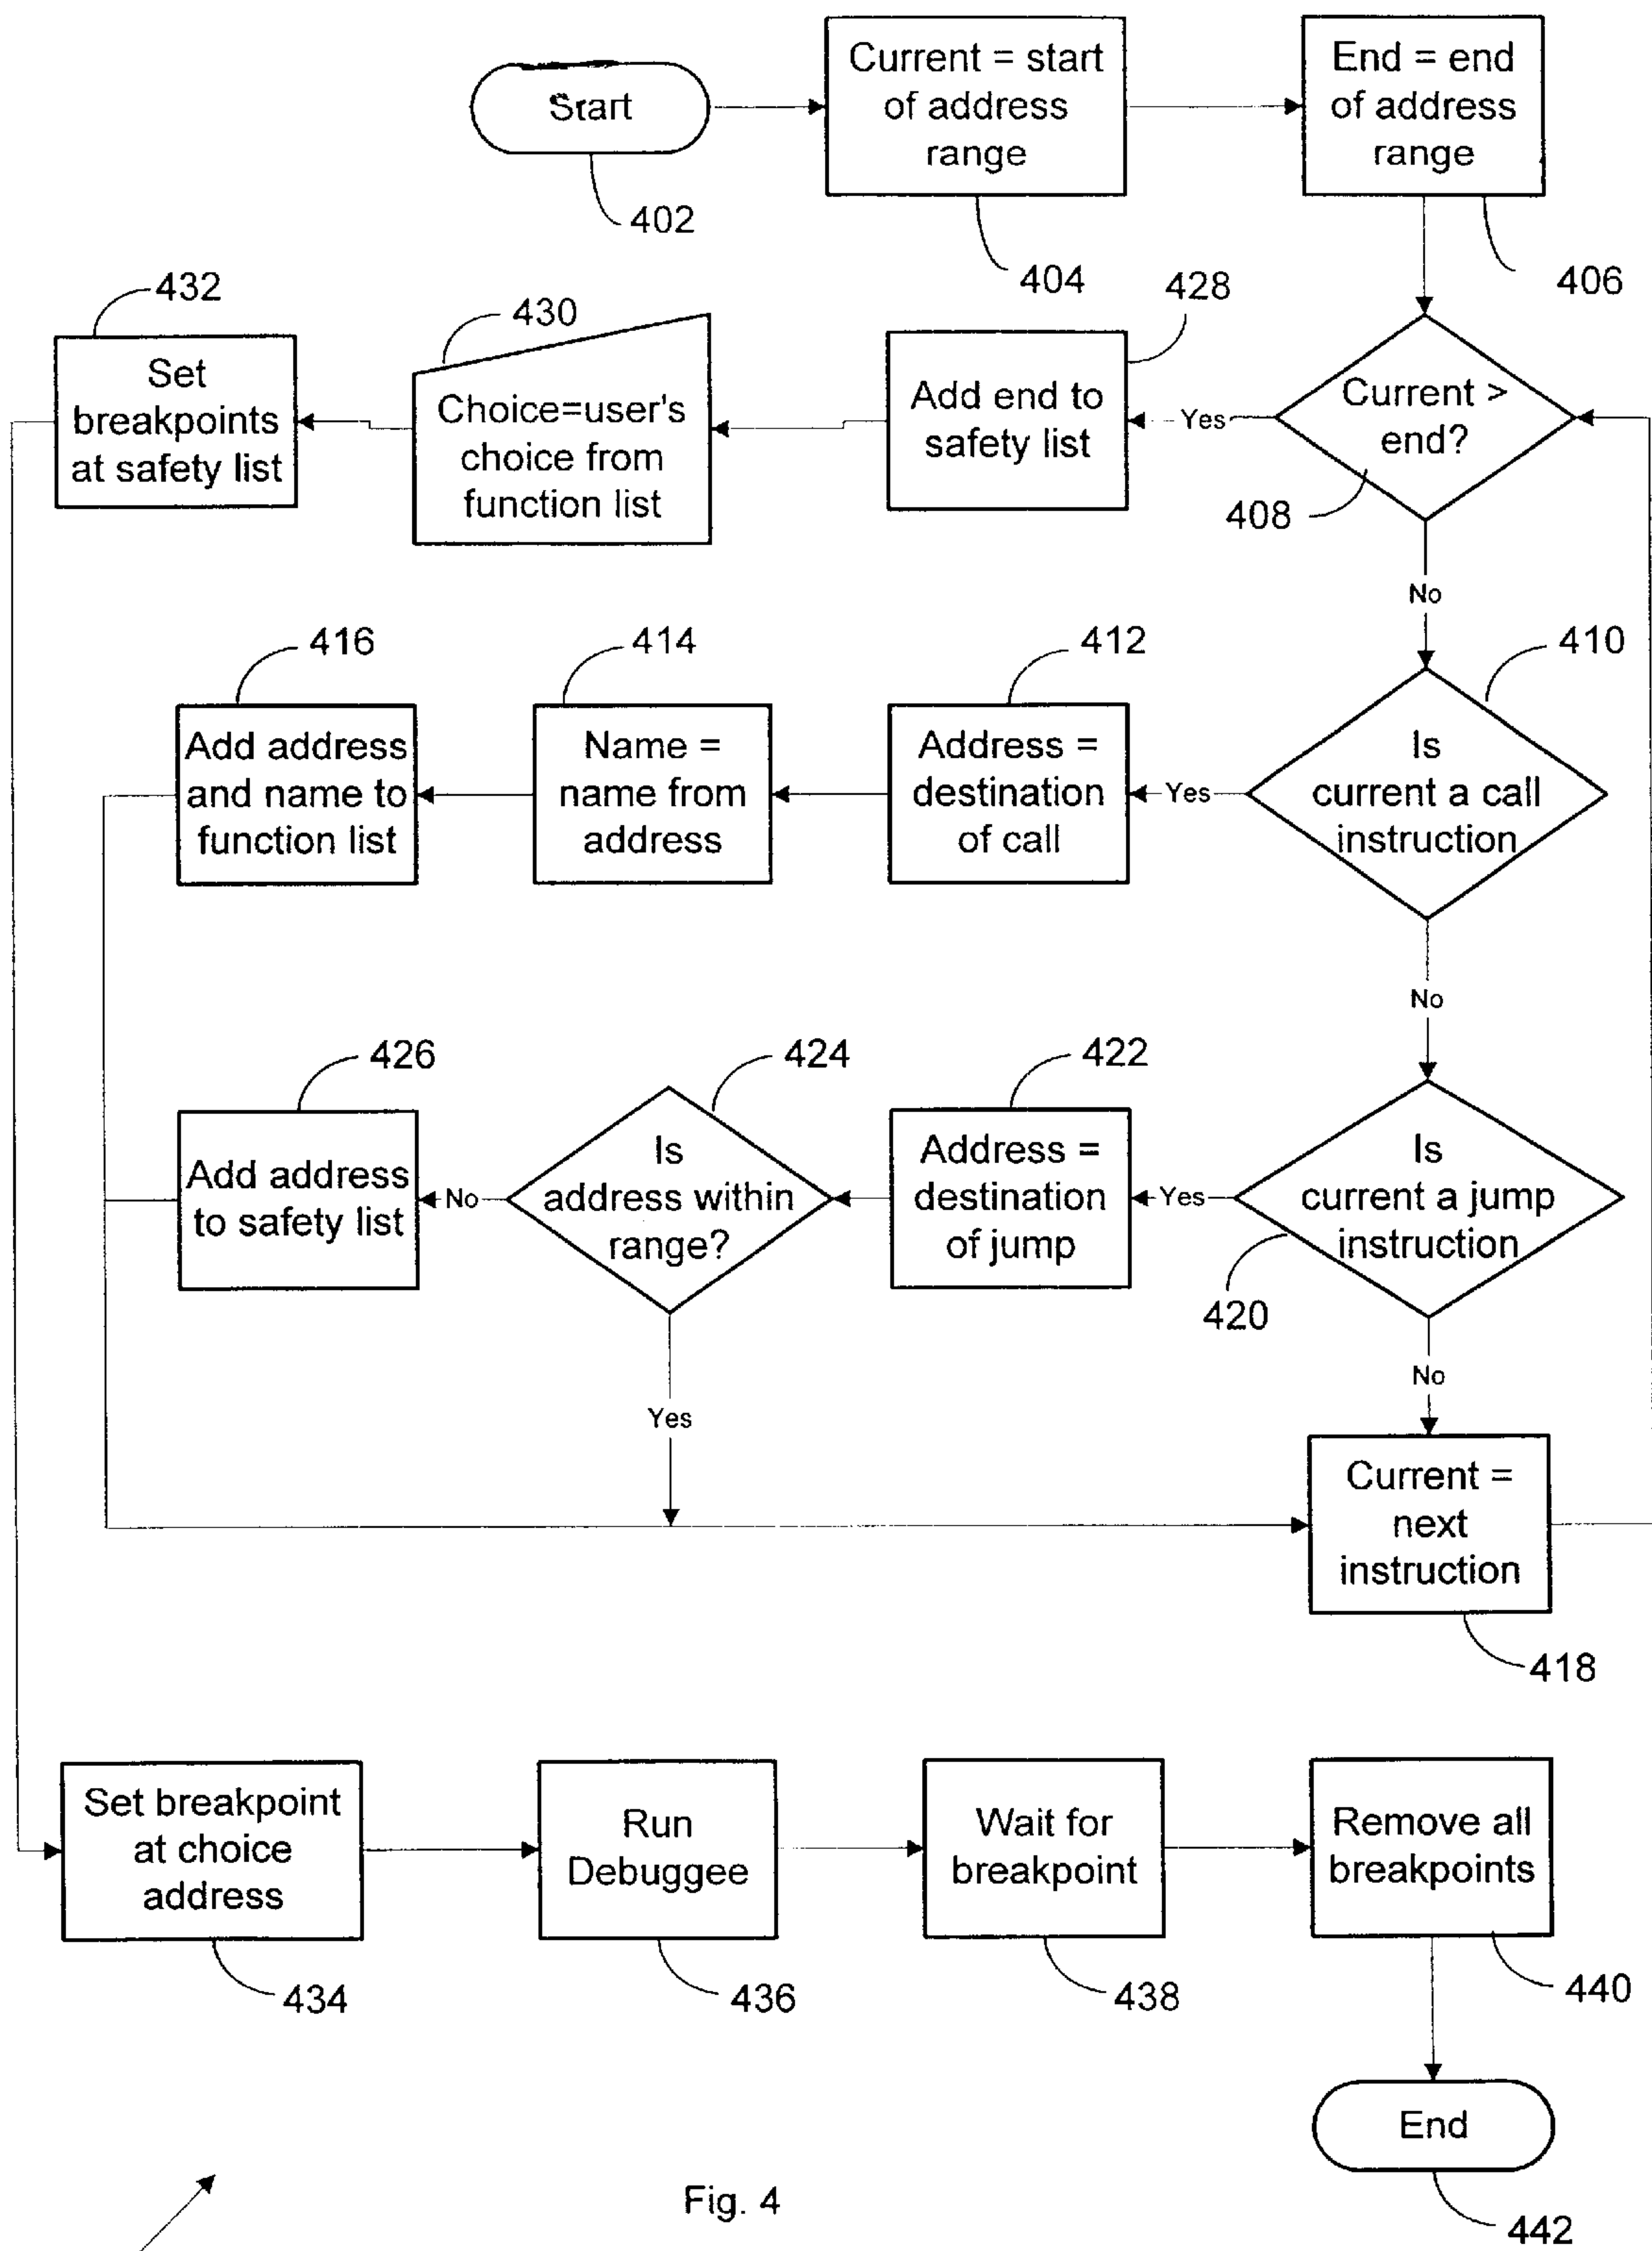 Start
402
Current = start
of address
range
404
End = end
of address
range
406
432
Set
breakpoints
at safety list
430
Choice=user's
choice from
function list
428
Add end to
safety list
Yes
Current >
end?
408
No
416
Add address
and name to
function list
414
Name =
name from
address
412
Address =
destination
of call
Yes
410
Is
current a call
instruction
No
426
Add address
to safety list
No
424
Is
address within
range?
Yes
422
Address =
destination
of jump
Yes
Is
current a jump
instruction
420
No
Current =
next
instruction
418
Set breakpoint
at choice
address
434
Run
Debuggee
436
Wait for
breakpoint
438
Remove all
breakpoints
440
End
442
Fig. 4